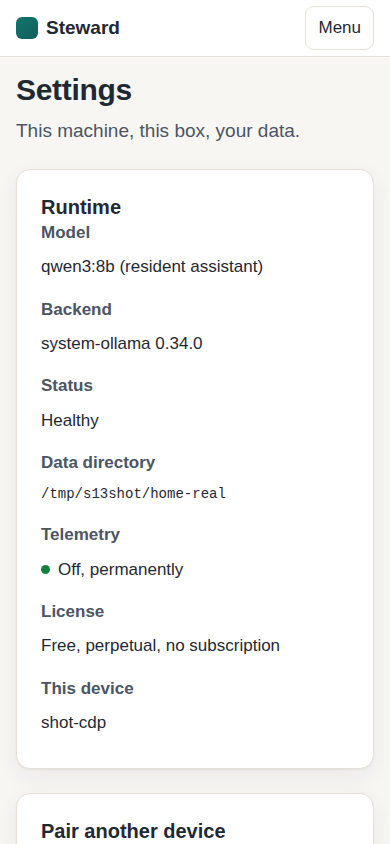 Steward
Menu
Settings
This machine, this box, your data.
Runtime
Model
qwen3:8b (resident assistant)
Backend
system-ollama 0.34.0
Status
Healthy
Data directory
/tmp/s13shot/home-real
Telemetry
Off, permanently
License
Free, perpetual, no subscription
This device
shot-cdp
Pair another device